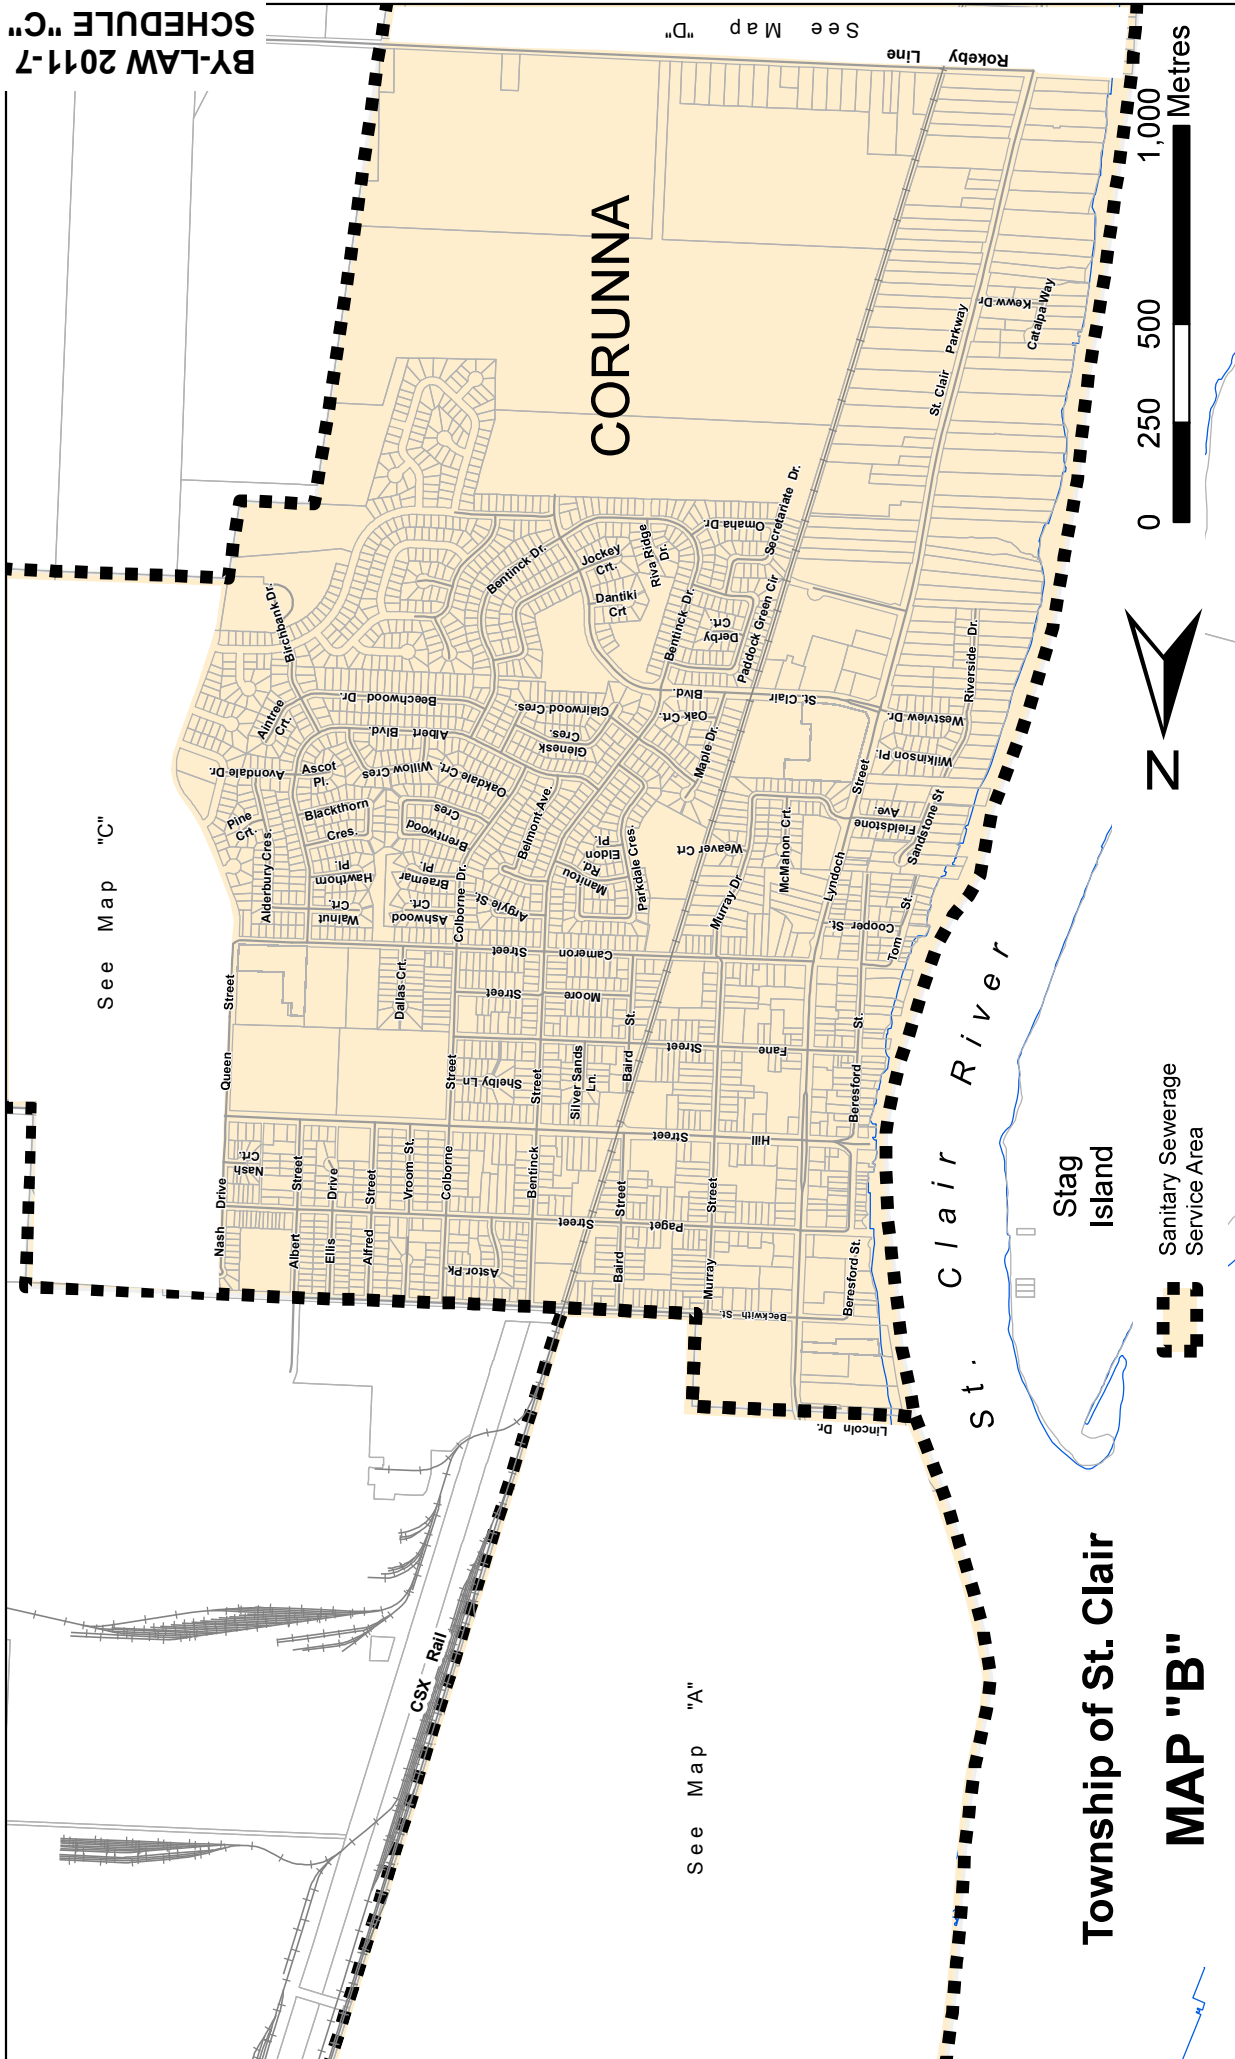 BY-LAW 2011-7
SCHEDULE "C"
See Map "D"
Rokeby Line
CORUNNA
See Map "C"
See Map "A"
Birchbank Dr.
Aintree
Crt.
Beechwood Dr.
Albert Blvd.
Avondale Dr.
Ascot
Pl.
Willow Cres
Oakdale Crt.
Pine
Crt.
Blackthorn
Cres.
Brentwood
Cres
Alderbury Cres.
Hawthorn
Pl.
Braemar
Pl.
Walnut
Crt.
Ashwood
Crt.
Colborne Dr.
Argyle St.
Belmont Ave.
Manitou
Rd.
Eldon
Pl.
Parkdale Cres.
Glenesk
Cres.
Clairwood Cres.
Bentinck Dr.
Jockey
Crt.
Dantiki
Crt
Riva Ridge
Dr.
Omaha Dr.
Secretariate Dr.
Bentinck Dr.
Derby
Crt.
Paddock Green Cir
St. Clair Blvd.
Oak Crt.
Maple Dr.
Weaver Crt
Murray Dr
McMahon Crt.
Lyndoch Street
Fieldstone
Ave.
Sandstone St
Wilkinson Pl.
Westview Dr.
Riverside Dr.
St. Clair Parkway
Keww Dr
Catalpa Way
Cooper St.
Tom St.
Cameron Street
Moore Street
Dallas Crt.
Queen Street
Fane Street
Shelby Ln
Silver Sands
Ln.
Baird St.
Beresford St.
Hill Street
Nash
Crt.
Nash Drive
Albert Street
Ellis Drive
Alfred Street
Vroom St.
Colborne Street
Bentinck Street
Baird Street
Murray Street
Paget Street
Astor Pk
Beckwith St.
Beresford St.
Lincoln Dr.
CSX Rail
St. Clair River
Stag
Island
0 250 500 1,000
Metres
N
Sanitary Sewerage
Service Area
Township of St. Clair
MAP "B"